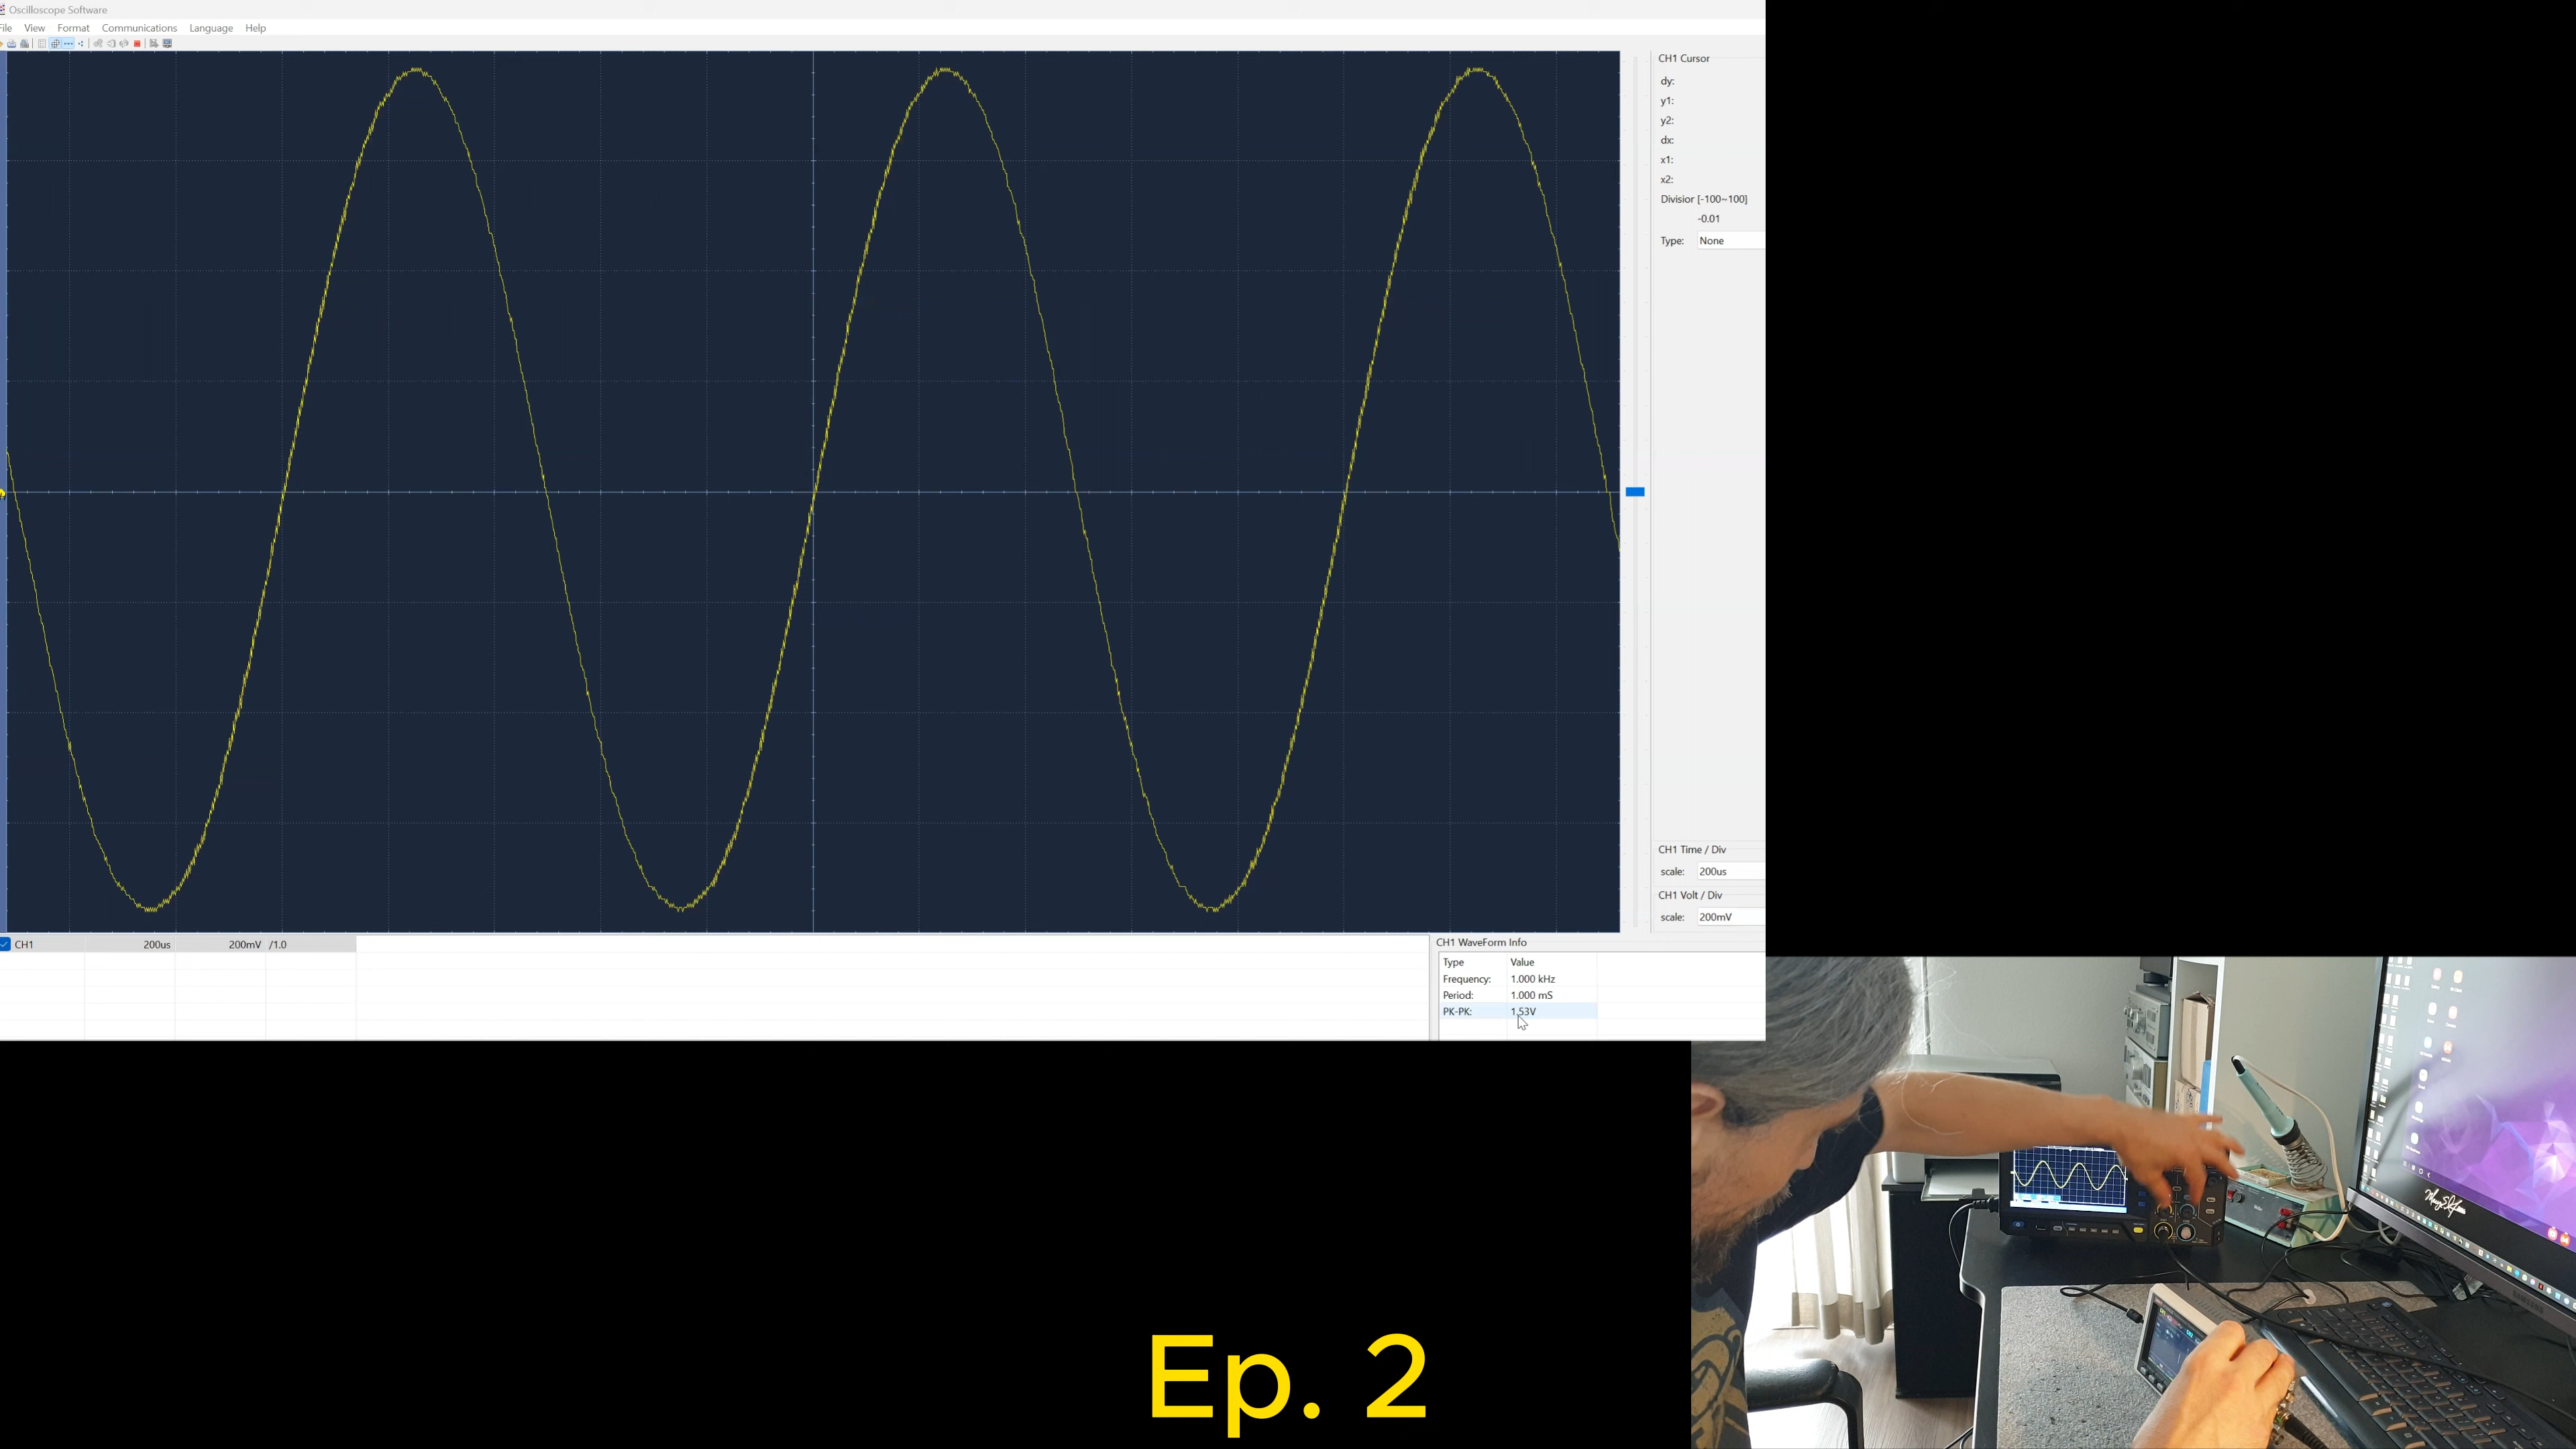 Oscilloscope Software
File View Format Communications Language Help
CH1 Cursor
dy:
y1:
y2:
dx:
x1:
x2:
Divisior [-100~100]
-0.01
Type: None
CH1 Time / Div
scale: 200us
CH1 Volt / Div
scale: 200mV
CH1 200us 200mV /1.0
CH1 WaveForm Info
Type Value
Frequency: 1.000 kHz
Period: 1.000 mS
PK-PK: 1.53V
SAMSUNG
Ep. 2